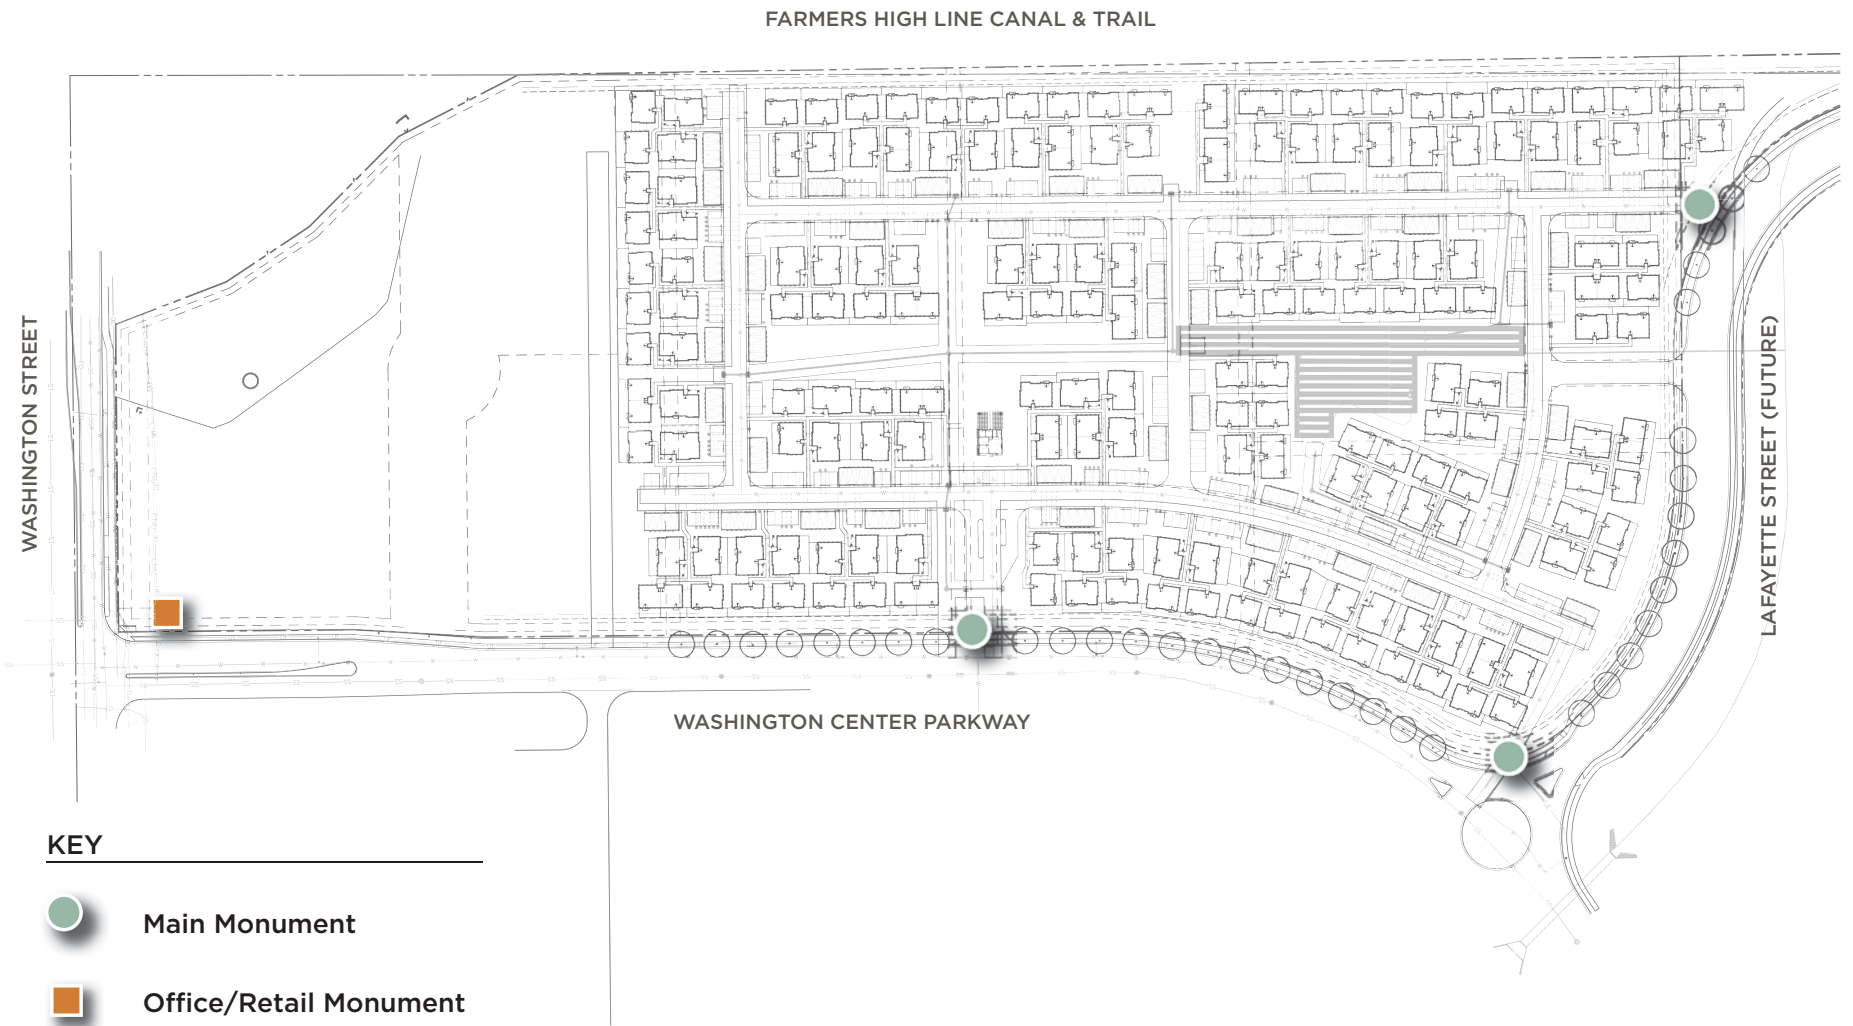 FARMERS HIGH LINE CANAL & TRAIL
WASHINGTON STREET
LAFAYETTE STREET (FUTURE)
WASHINGTON CENTER PARKWAY
KEY
Main Monument
Office/Retail Monument